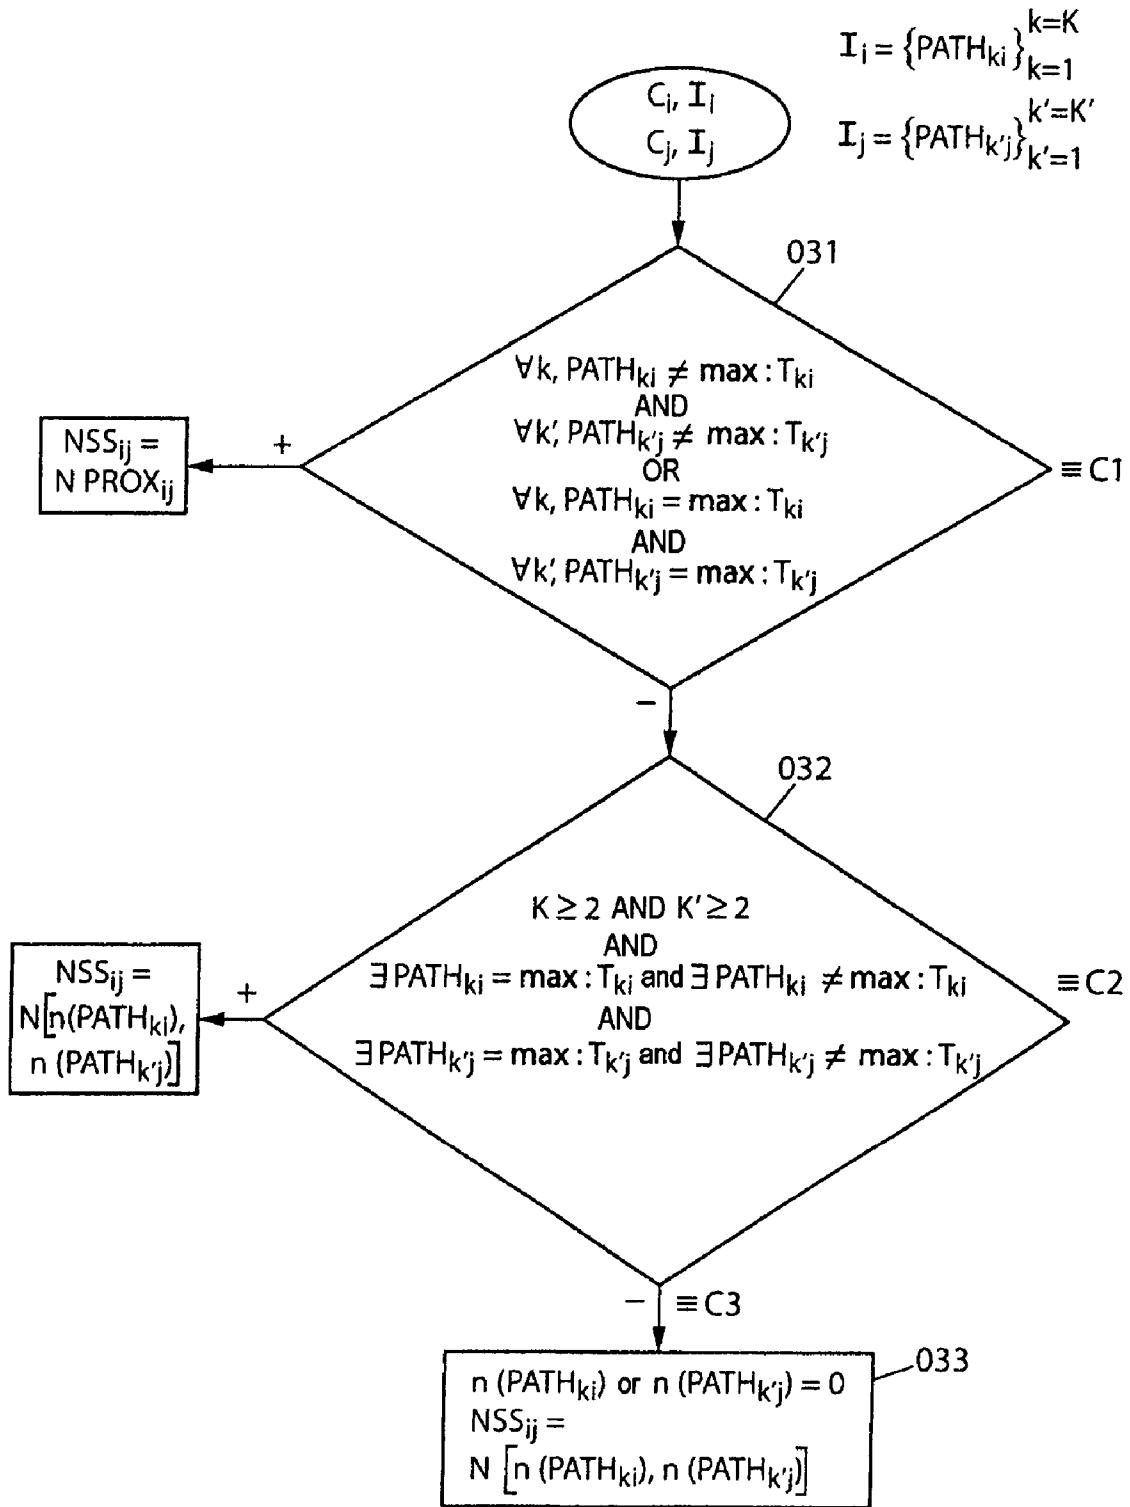 I_i = {PATH_ki}_{k=1}^{k=K}
C_i, I_i
C_j, I_j
I_j = {PATH_k'j}_{k'=1}^{k'=K'}
031
∀k, PATH_ki ≠ max : T_ki
AND
∀k', PATH_k'j ≠ max : T_k'j
OR
∀k, PATH_ki = max : T_ki
AND
∀k', PATH_k'j = max : T_k'j
≡ C1
+
NSS_ij =
N PROX_ij
−
032
K ≥ 2 AND K' ≥ 2
AND
∃ PATH_ki = max : T_ki and ∃ PATH_ki ≠ max : T_ki
AND
∃ PATH_k'j = max : T_k'j and ∃ PATH_k'j ≠ max : T_k'j
≡ C2
+
NSS_ij =
N[n(PATH_ki),
n (PATH_k'j)]
− ≡ C3
033
n (PATH_ki) or n (PATH_k'j) = 0
NSS_ij =
N [n (PATH_ki), n (PATH_k'j)]